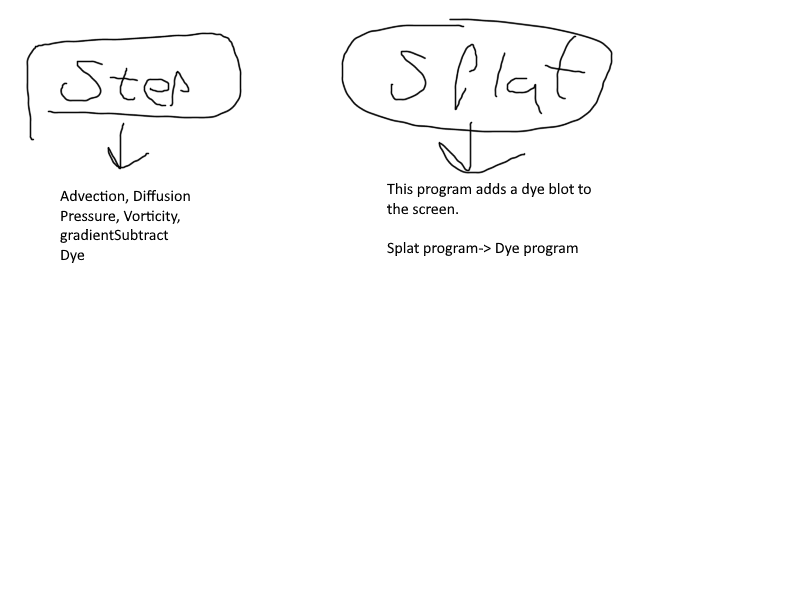 Step
Splat
Advection, Diffusion
Pressure, Vorticity,
gradientSubtract
Dye
This program adds a dye blot to
the screen.
Splat program-> Dye program